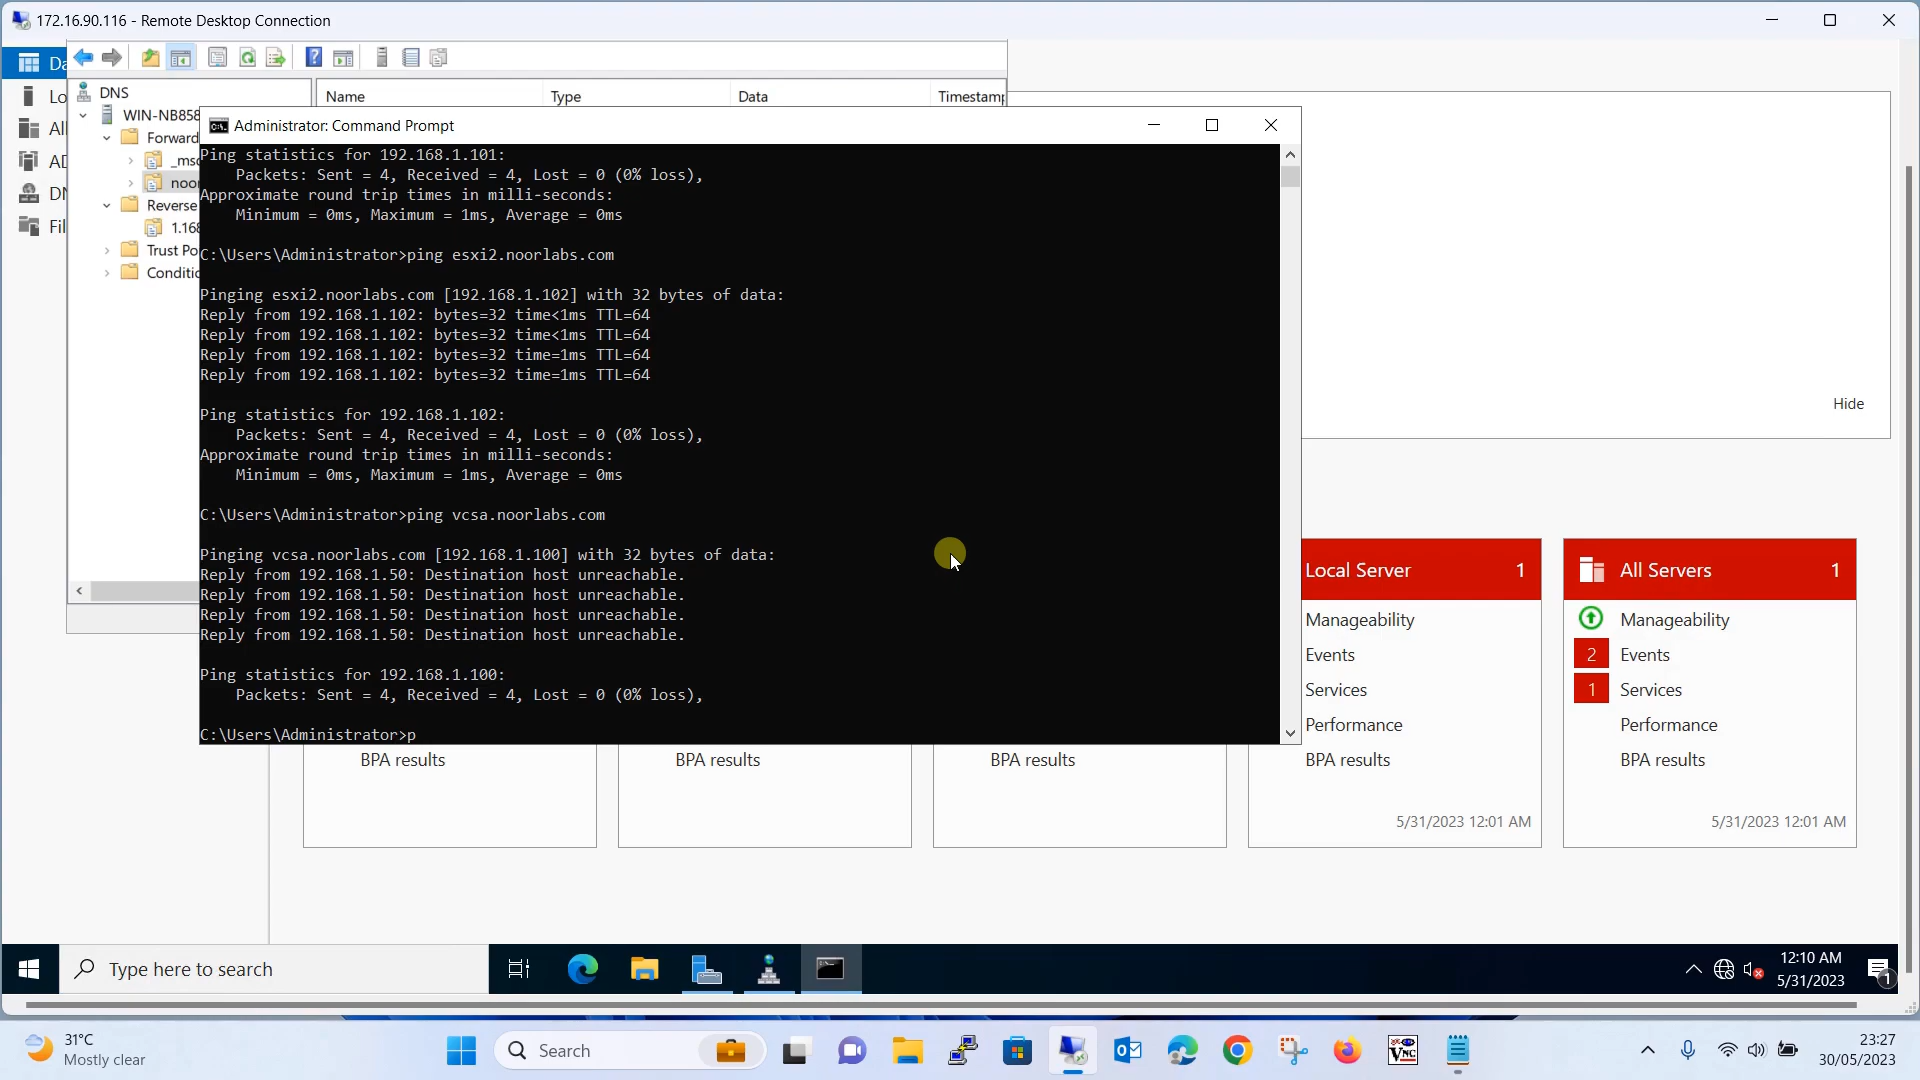 172.16.90.116 - Remote Desktop Connection
Da
Lo
All
AD
DN
Fil
DNS
WIN-NB858
Forward
_msd
noor
Reverse
1.168
Trust Po
Conditio
Name Type Data Timestamp
Administrator: Command Prompt
Ping statistics for 192.168.1.101:
Packets: Sent = 4, Received = 4, Lost = 0 (0% loss),
Approximate round trip times in milli-seconds:
Minimum = 0ms, Maximum = 1ms, Average = 0ms
C:\Users\Administrator>ping esxi2.noorlabs.com
Pinging esxi2.noorlabs.com [192.168.1.102] with 32 bytes of data:
Reply from 192.168.1.102: bytes=32 time<1ms TTL=64
Reply from 192.168.1.102: bytes=32 time<1ms TTL=64
Reply from 192.168.1.102: bytes=32 time=1ms TTL=64
Reply from 192.168.1.102: bytes=32 time=1ms TTL=64
Ping statistics for 192.168.1.102:
Packets: Sent = 4, Received = 4, Lost = 0 (0% loss),
Approximate round trip times in milli-seconds:
Minimum = 0ms, Maximum = 1ms, Average = 0ms
C:\Users\Administrator>ping vcsa.noorlabs.com
Pinging vcsa.noorlabs.com [192.168.1.100] with 32 bytes of data:
Reply from 192.168.1.50: Destination host unreachable.
Reply from 192.168.1.50: Destination host unreachable.
Reply from 192.168.1.50: Destination host unreachable.
Reply from 192.168.1.50: Destination host unreachable.
Ping statistics for 192.168.1.100:
Packets: Sent = 4, Received = 4, Lost = 0 (0% loss),
C:\Users\Administrator>p
Hide
BPA results
BPA results
BPA results
Local Server 1
Manageability
Events
Services
Performance
BPA results
5/31/2023 12:01 AM
All Servers 1
Manageability
2 Events
1 Services
Performance
BPA results
5/31/2023 12:01 AM
Type here to search
12:10 AM
5/31/2023
1
31°C
Mostly clear
Search
VNC
23:27
30/05/2023